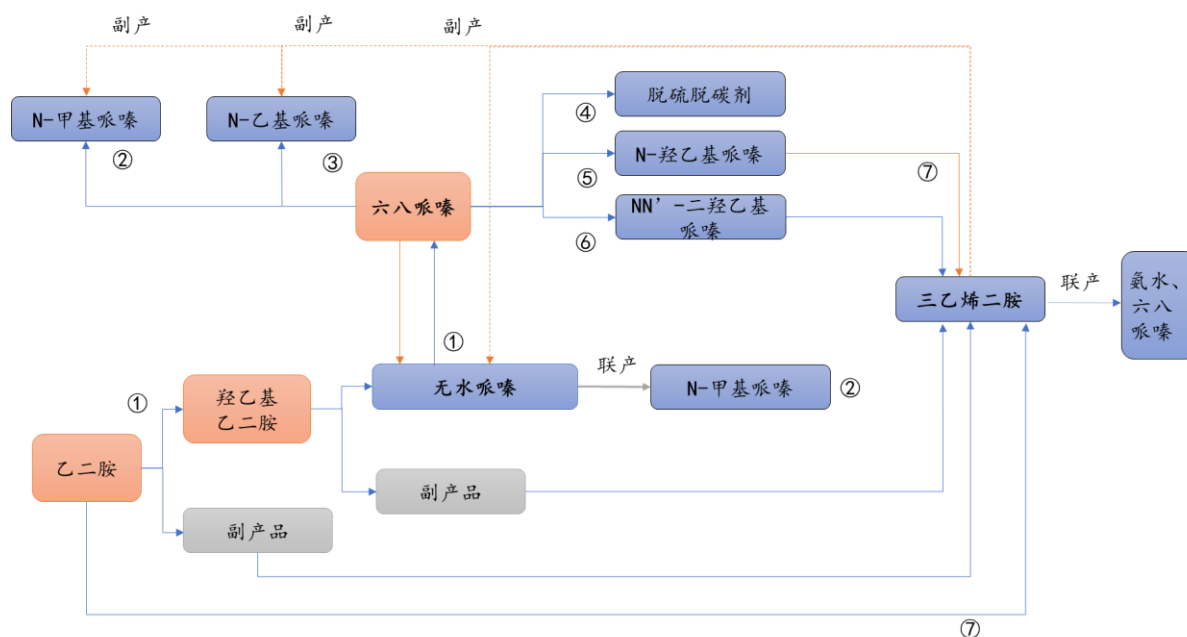 副产
副产
副产
N-甲基哌嗪
②
N-乙基哌嗪
③
六八哌嗪
脱硫脱碳剂
④
N-羟乙基哌嗪
⑤
⑦
NN’-二羟乙基
哌嗪
⑥
三乙烯二胺
联产
氨水、
六八
哌嗪
①
无水哌嗪
联产
N-甲基哌嗪
②
①
羟乙基
乙二胺
乙二胺
副产品
副产品
⑦